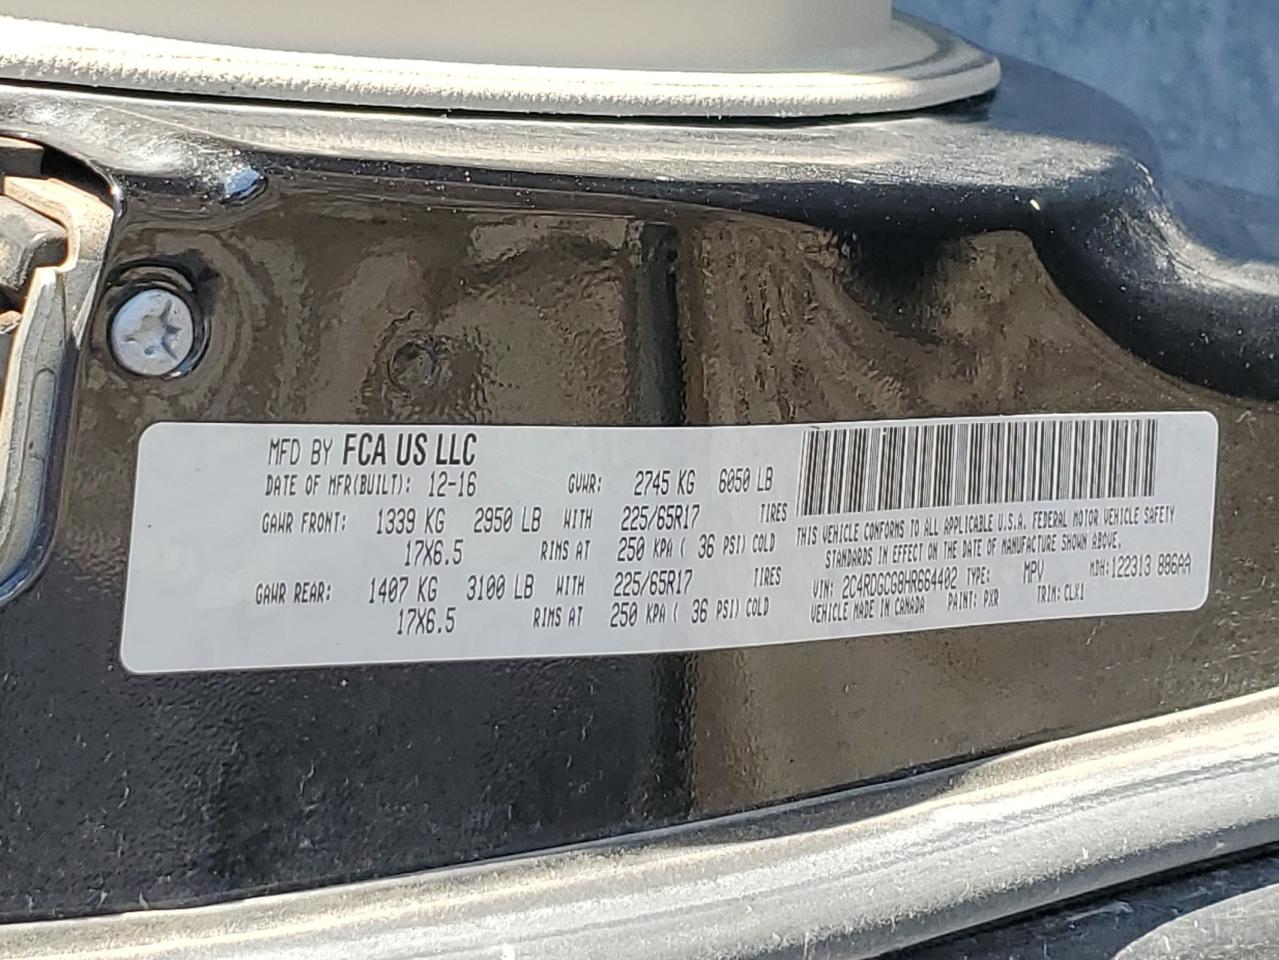 MFD BY FCA US LLC
DATE OF MFR(BUILT): 12-16 GVWR: 2745 KG 6050 LB
GAWR FRONT: 1339 KG 2950 LB WITH 225/65R17 TIRES
17X6.5 RIMS AT 250 KPA ( 36 PSI) COLD
GAWR REAR: 1407 KG 3100 LB WITH 225/65R17 TIRES
17X6.5 RIMS AT 250 KPA ( 36 PSI) COLD
THIS VEHICLE CONFORMS TO ALL APPLICABLE U.S.A. FEDERAL MOTOR VEHICLE SAFETY
STANDARDS IN EFFECT ON THE DATE OF MANUFACTURE SHOWN ABOVE.
VIN: 2C4RDGCG8HR664402 TYPE: MPV MDH: 122313 886AA
VEHICLE MADE IN CANADA PAINT: PXR TRIM: CLX1